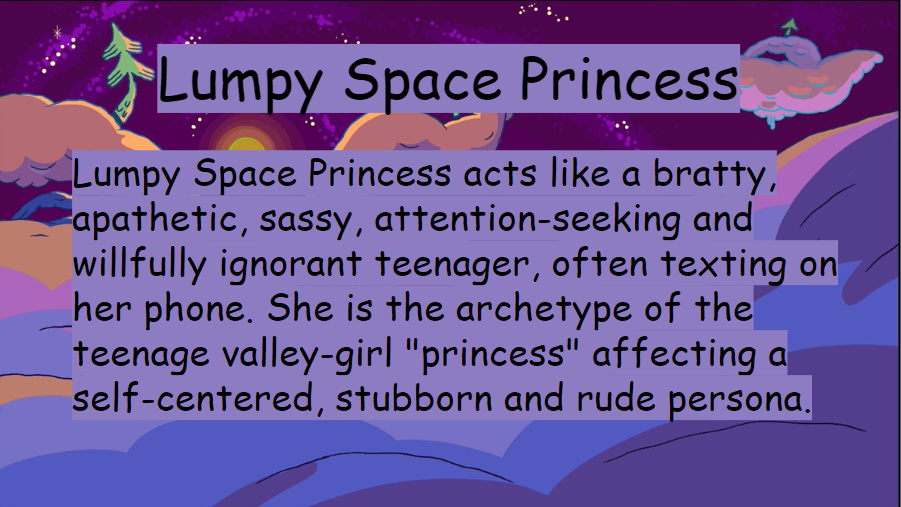 Lumpy Space Princess
Lumpy Space Princess acts like a bratty,
apathetic, sassy, attention-seeking and
willfully ignorant teenager, often texting on
her phone. She is the archetype of the
teenage valley-girl "princess" affecting a
self-centered, stubborn and rude persona.